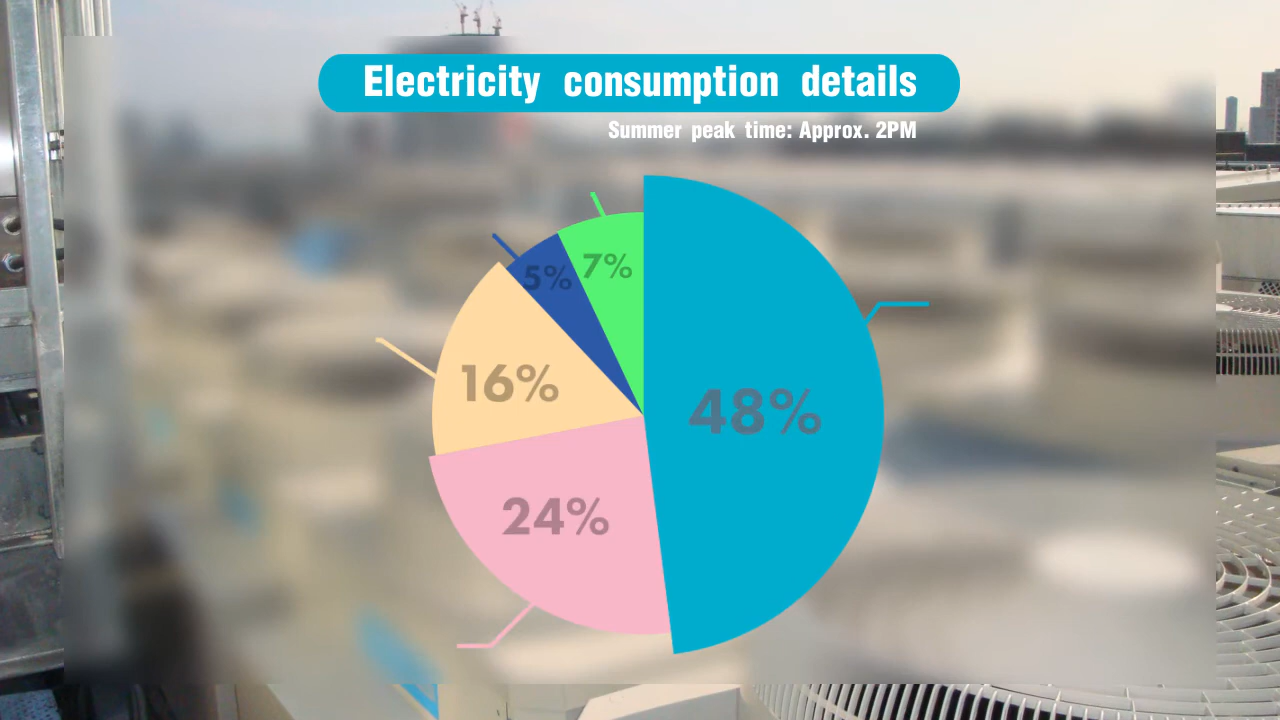 Electricity consumption details
Summer peak time: Approx. 2PM
7%
5%
16%
48%
24%